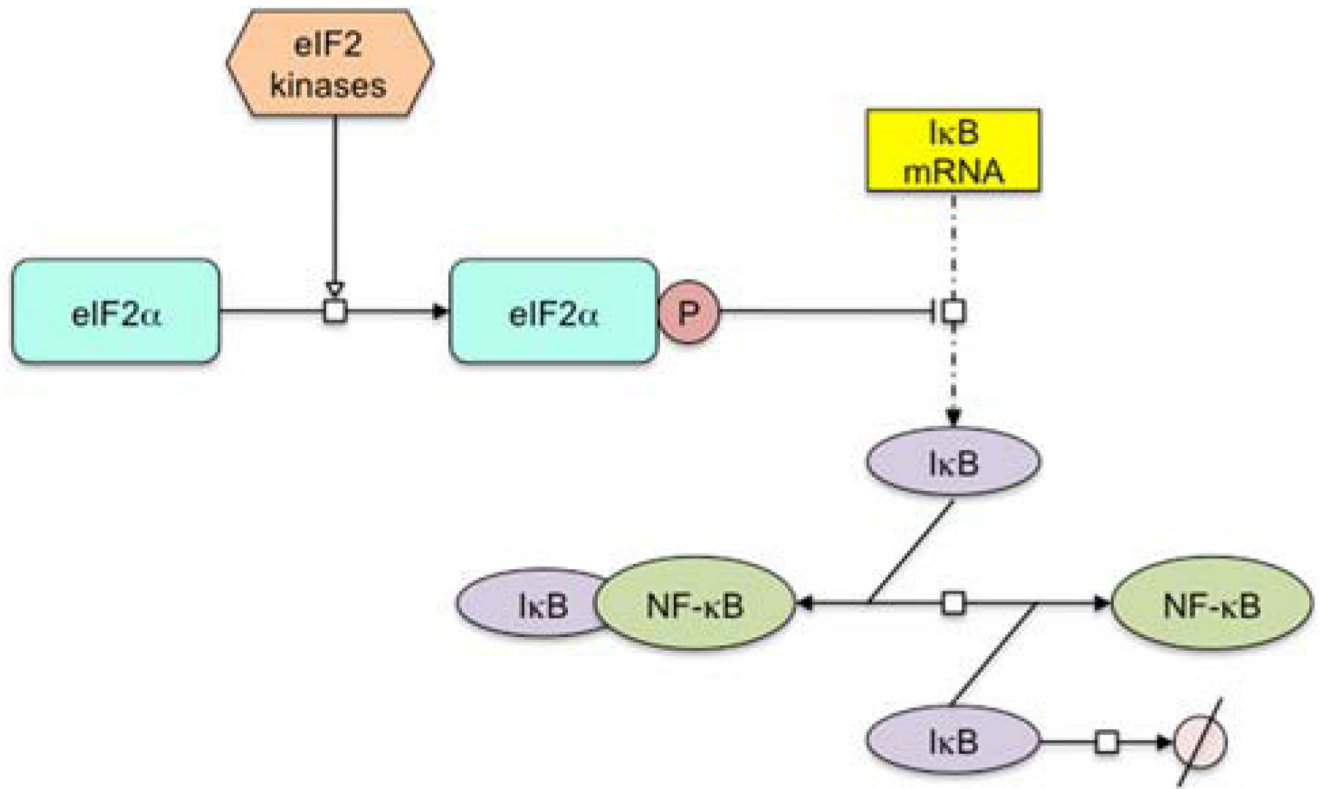 eIF2
kinases
IκB
mRNA
eIF2α
eIF2α
P
IκB
IκB
NF-κB
NF-κB
IκB